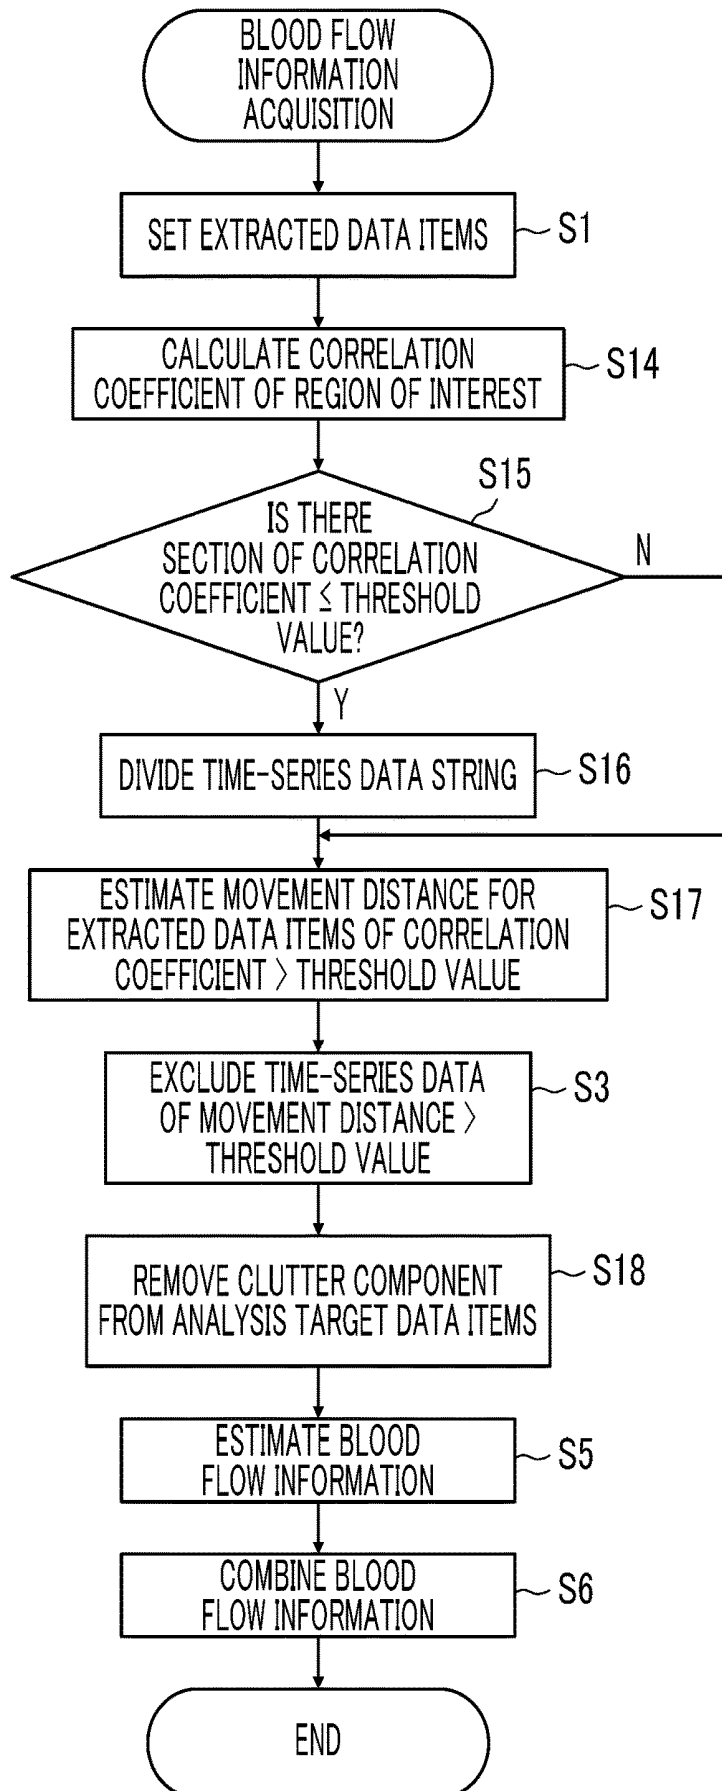 BLOOD FLOW
INFORMATION
ACQUISITION
SET EXTRACTED DATA ITEMS
S1
CALCULATE CORRELATION
COEFFICIENT OF REGION OF INTEREST
S14
S15
IS THERE
SECTION OF CORRELATION
COEFFICIENT ≦ THRESHOLD
VALUE?
N
Y
DIVIDE TIME-SERIES DATA STRING
S16
ESTIMATE MOVEMENT DISTANCE FOR
EXTRACTED DATA ITEMS OF CORRELATION
COEFFICIENT > THRESHOLD VALUE
S17
EXCLUDE TIME-SERIES DATA
OF MOVEMENT DISTANCE >
THRESHOLD VALUE
S3
REMOVE CLUTTER COMPONENT
FROM ANALYSIS TARGET DATA ITEMS
S18
ESTIMATE BLOOD
FLOW INFORMATION
S5
COMBINE BLOOD
FLOW INFORMATION
S6
END